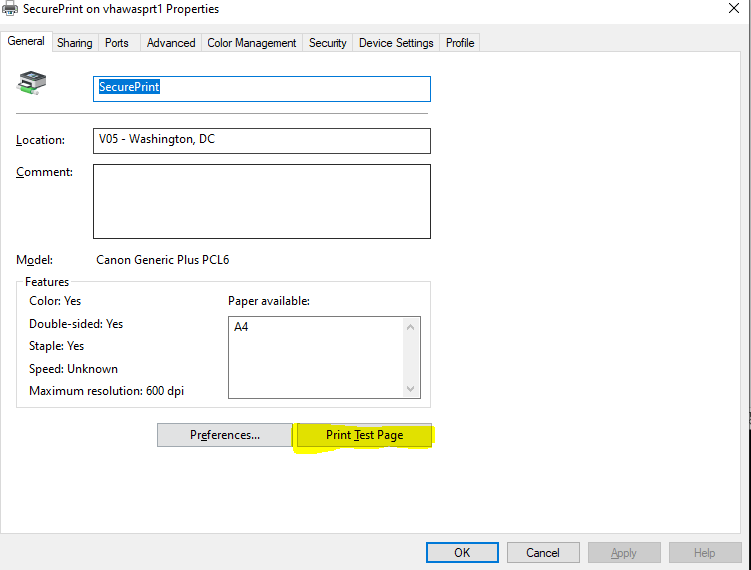 SecurePrint on vhawasprt1 Properties
General Sharing Ports Advanced Color Management Security Device Settings Profile
SecurePrint
Location: V05 - Washington, DC
Comment:
Model: Canon Generic Plus PCL6
Features
Color: Yes Paper available:
Double-sided: Yes A4
Staple: Yes
Speed: Unknown
Maximum resolution: 600 dpi
Preferences... Print Test Page
OK Cancel Apply Help